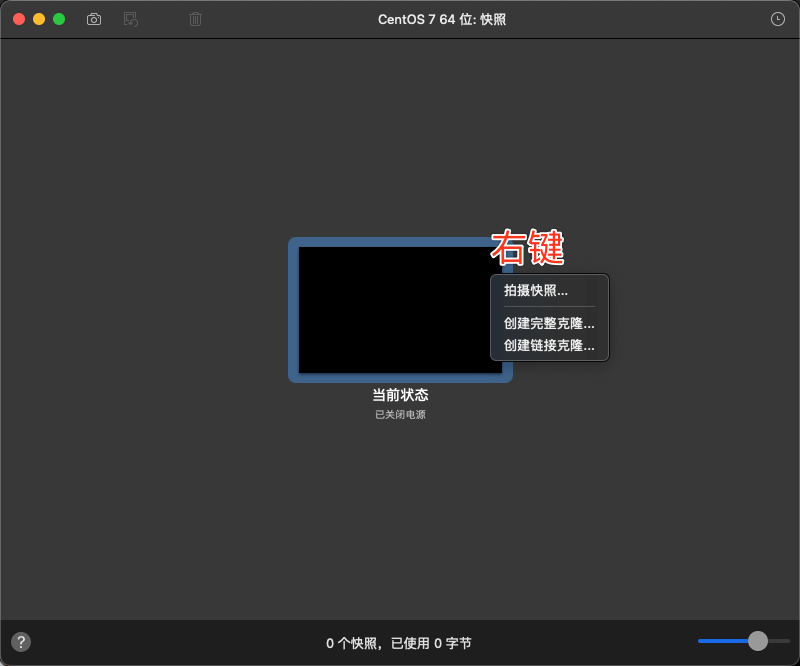 CentOS 7 64 位: 快照
右键
拍摄快照...
创建完整克隆...
创建链接克隆...
当前状态
已关闭电源
?
0 个快照，已使用 0 字节